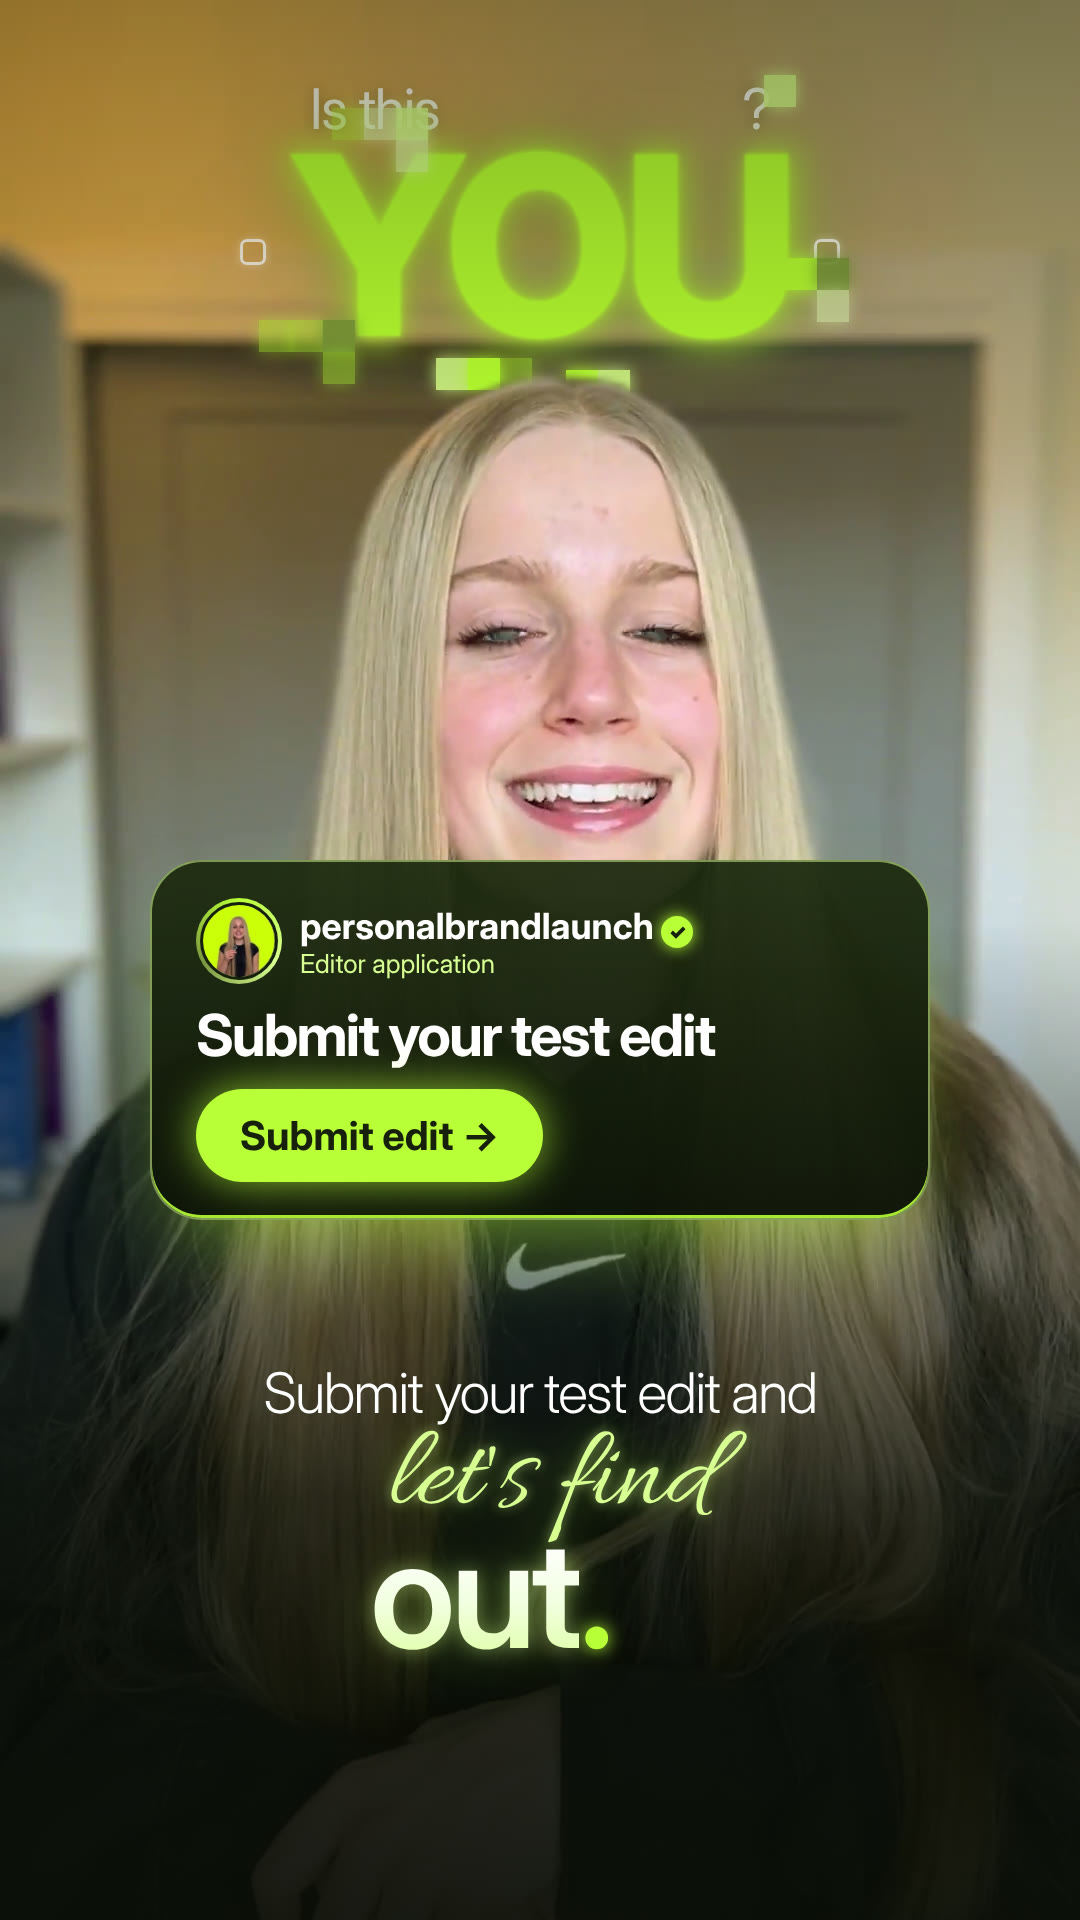 Is this ?
YOU
personalbrandlaunch
Editor application
Submit your test edit
Submit edit →
Submit your test edit and
let's find
out.